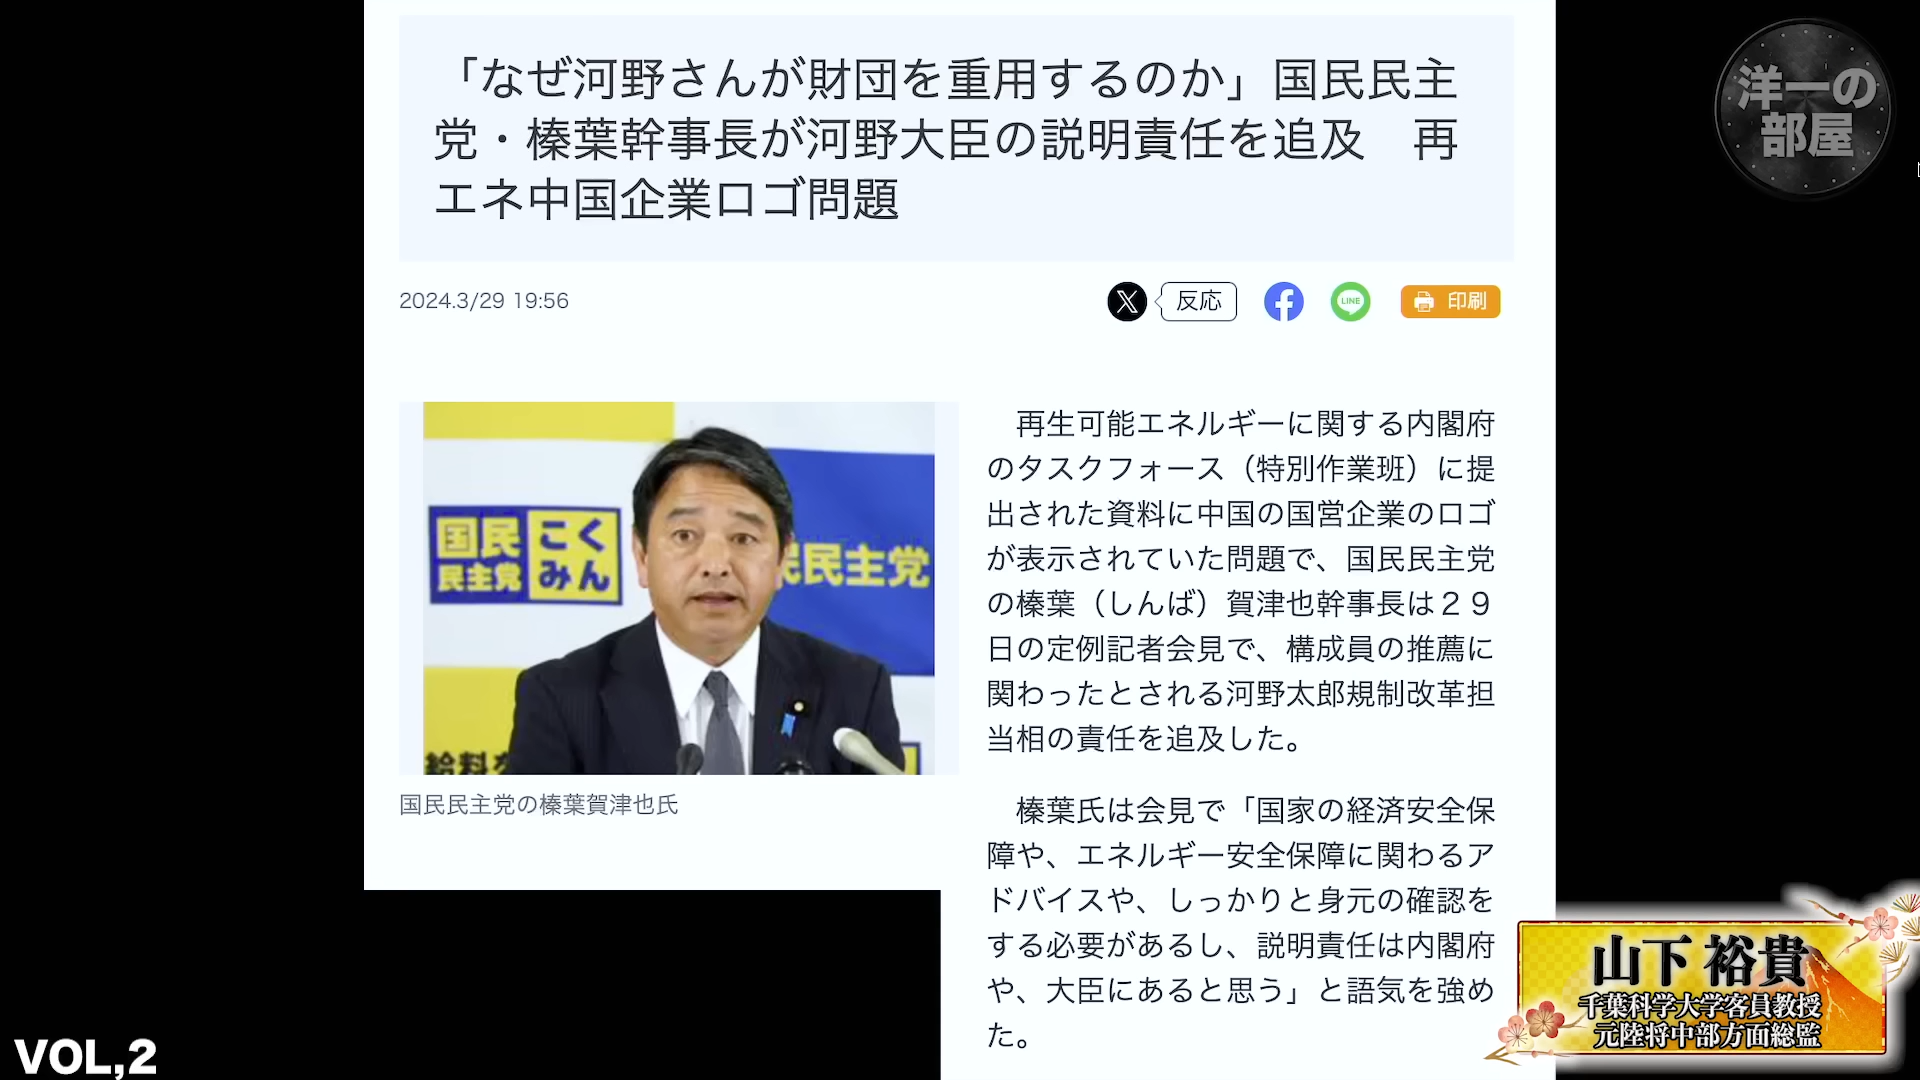 「なぜ河野さんが財団を重用するのか」国民民主
党・榛葉幹事長が河野大臣の説明責任を追及　再
エネ中国企業ロゴ問題
洋一の
部屋
2024.3/29 19:56
反応
LINE
印刷
国民
民主党
こく
みん
民民主党
給料を
国民民主党の榛葉賀津也氏
　再生可能エネルギーに関する内閣府
のタスクフォース（特別作業班）に提
出された資料に中国の国営企業のロゴ
が表示されていた問題で、国民民主党
の榛葉（しんば）賀津也幹事長は２９
日の定例記者会見で、構成員の推薦に
関わったとされる河野太郎規制改革担
当相の責任を追及した。
　榛葉氏は会見で「国家の経済安全保
障や、エネルギー安全保障に関わるア
ドバイスや、しっかりと身元の確認を
する必要があるし、説明責任は内閣府
や、大臣にあると思う」と語気を強め
た。
山下 裕貴
千葉科学大学客員教授
元陸将中部方面総監
VOL,2